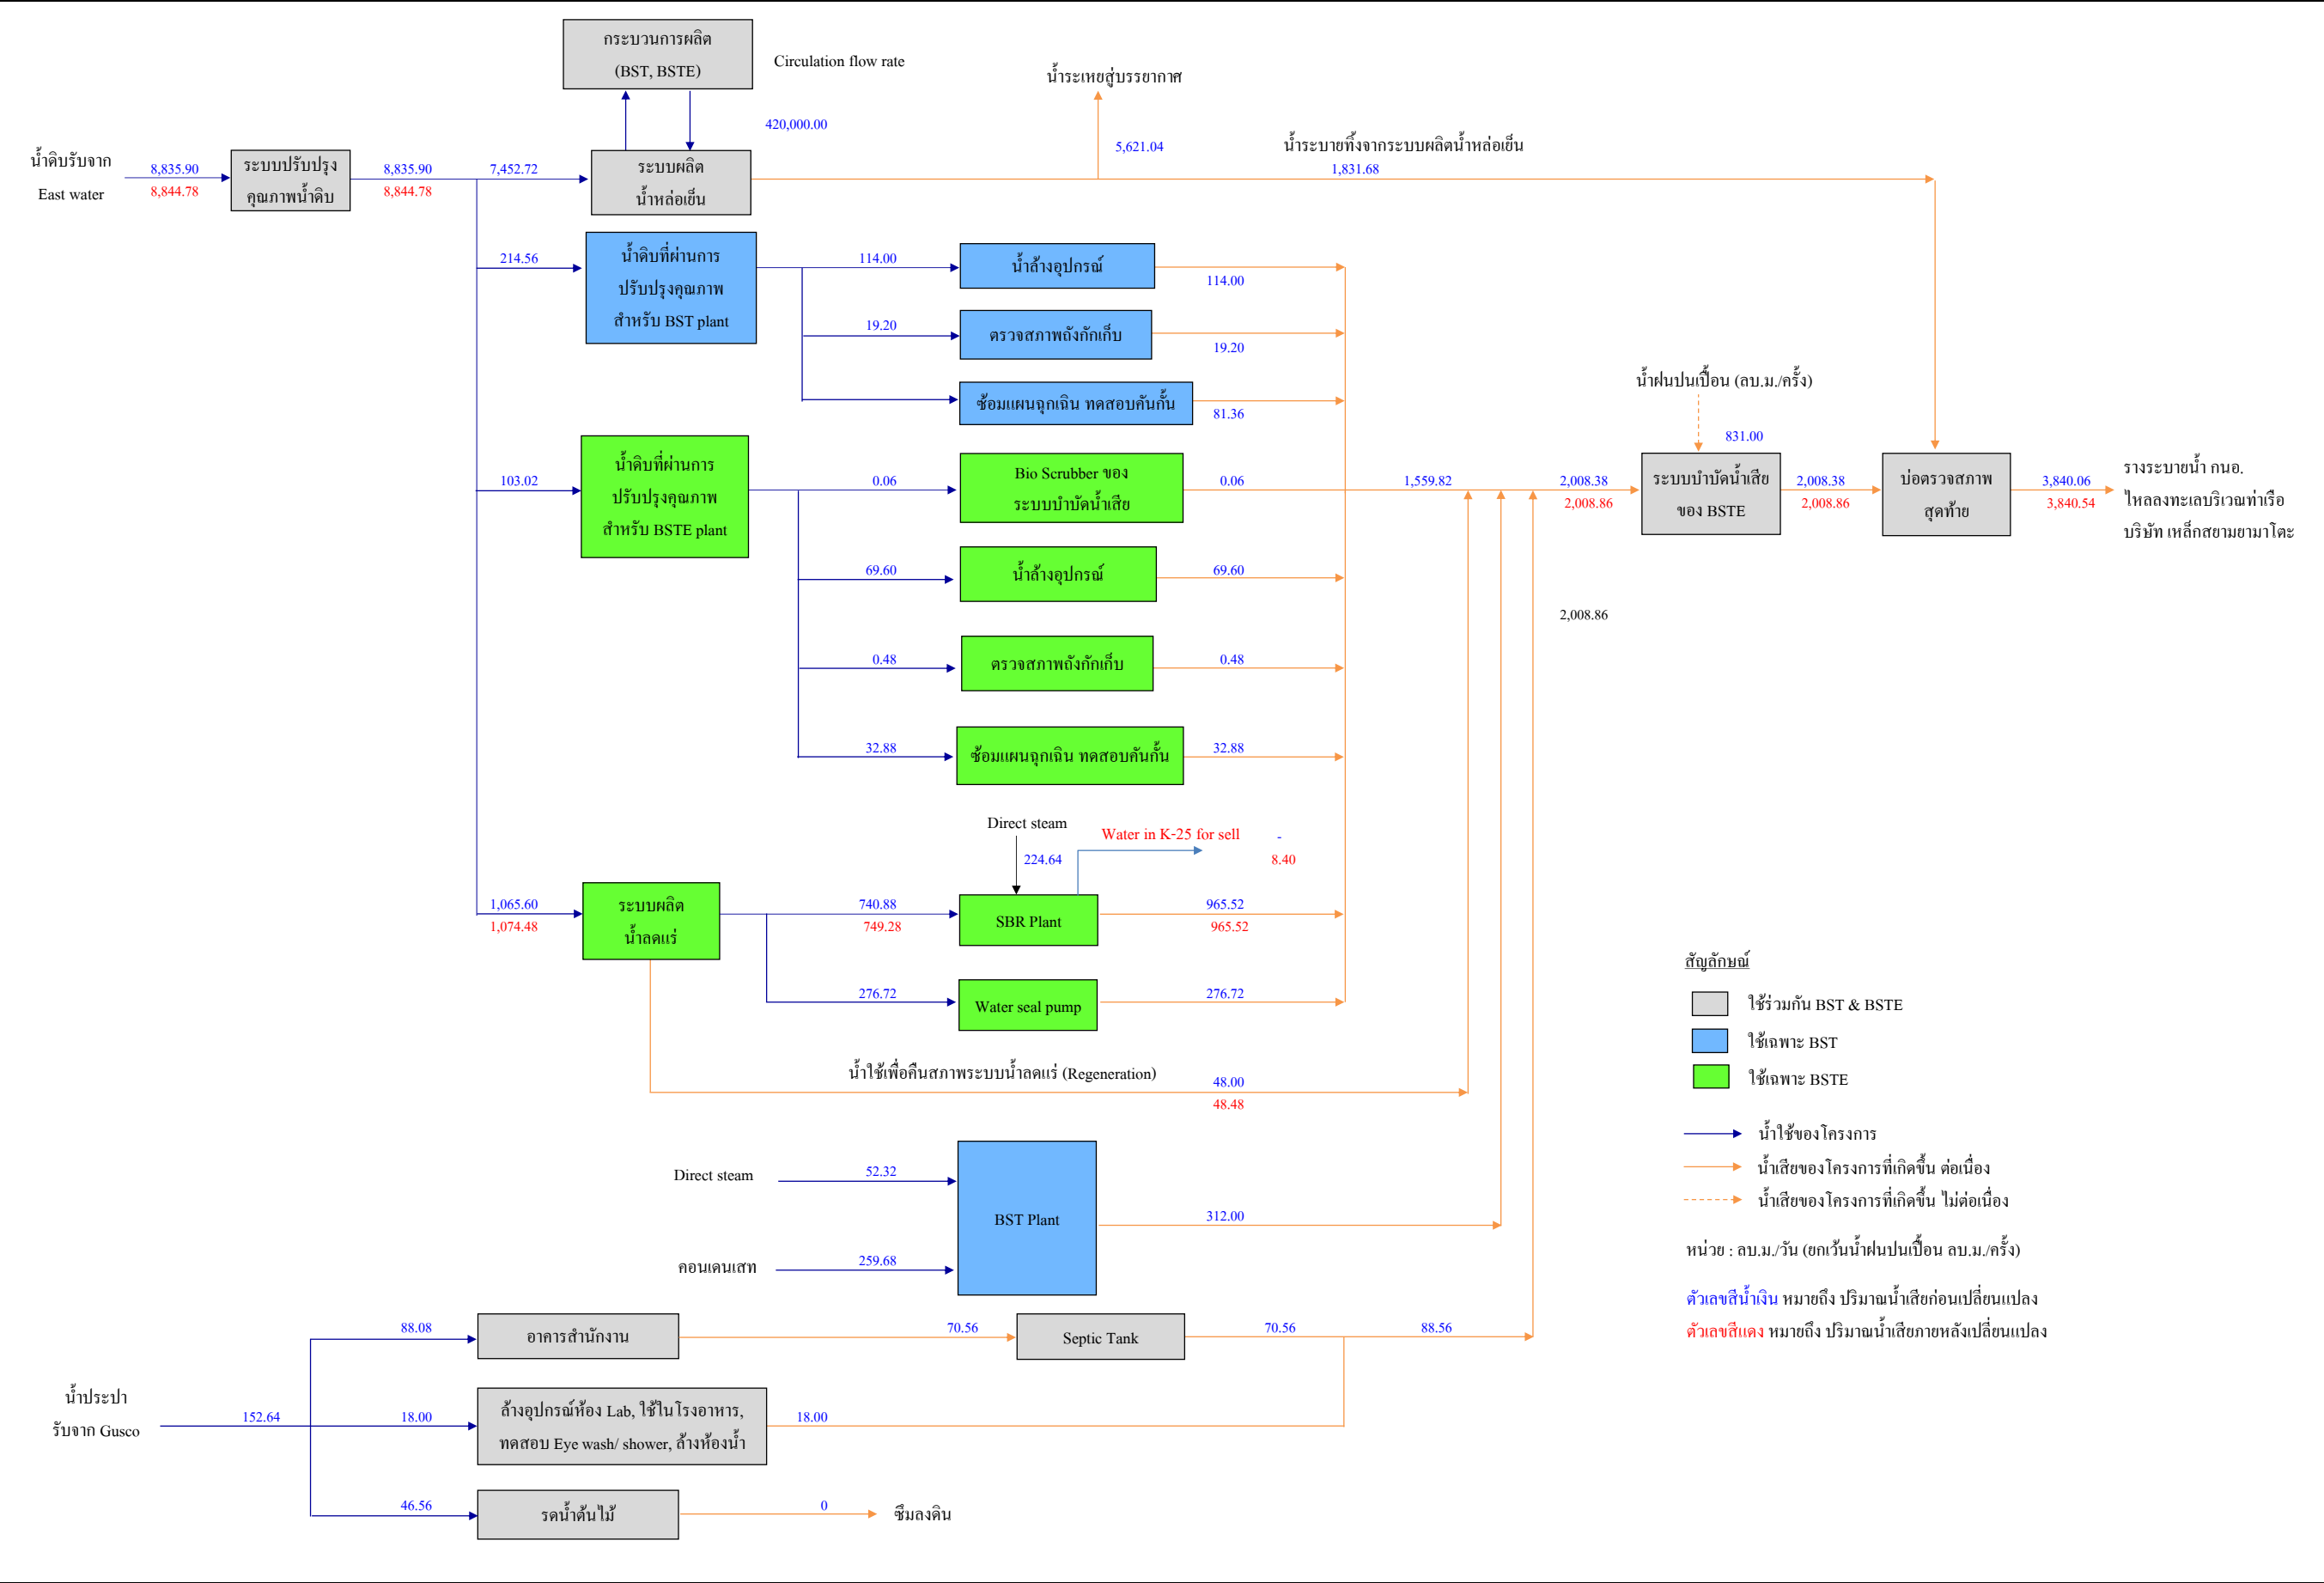 กระบวนการผลิต
(BST, BSTE)
Circulation flow rate
420,000.00
น้ำระเหยสู่บรรยากาศ
5,621.04
น้ำระบายทิ้งจากระบบผลิตน้ำหล่อเย็น
1,831.68
น้ำดิบรับจาก
East water
8,835.90
8,844.78
ระบบปรับปรุง
คุณภาพน้ำดิบ
8,835.90
8,844.78
7,452.72
ระบบผลิต
น้ำหล่อเย็น
214.56
น้ำดิบที่ผ่านการ
ปรับปรุงคุณภาพ
สำหรับ BST plant
114.00
น้ำล้างอุปกรณ์
114.00
19.20
ตรวจสภาพถังกักเก็บ
19.20
ซ้อมแผนฉุกเฉิน ทดสอบคันกั้น
81.36
103.02
น้ำดิบที่ผ่านการ
ปรับปรุงคุณภาพ
สำหรับ BSTE plant
0.06
Bio Scrubber ของ
ระบบบำบัดน้ำเสีย
0.06
69.60
น้ำล้างอุปกรณ์
69.60
0.48
ตรวจสภาพถังกักเก็บ
0.48
32.88
ซ้อมแผนฉุกเฉิน ทดสอบคันกั้น
32.88
1,559.82
2,008.38
2,008.86
น้ำฝนปนเปื้อน (ลบ.ม./ครั้ง)
831.00
ระบบบำบัดน้ำเสีย
ของ BSTE
2,008.38
2,008.86
บ่อตรวจสภาพ
สุดท้าย
3,840.06
3,840.54
รางระบายน้ำ กนอ.
ไหลลงทะเลบริเวณท่าเรือ
บริษัท เหล็กสยามยามาโตะ
2,008.86
Direct steam
224.64
Water in K-25 for sell
-
8.40
1,065.60
1,074.48
ระบบผลิต
น้ำลดแร่
740.88
749.28
SBR Plant
965.52
965.52
276.72
Water seal pump
276.72
น้ำใช้เพื่อคืนสภาพระบบน้ำลดแร่ (Regeneration)
48.00
48.48
Direct steam
52.32
BST Plant
312.00
คอนเดนเสท
259.68
88.08
อาคารสำนักงาน
70.56
Septic Tank
70.56
88.56
น้ำประปา
รับจาก Gusco
152.64
18.00
ล้างอุปกรณ์ห้อง Lab, ใช้ในโรงอาหาร,
ทดสอบ Eye wash/ shower, ล้างห้องน้ำ
18.00
46.56
รดน้ำต้นไม้
0
ซึมลงดิน
สัญลักษณ์
ใช้ร่วมกัน BST & BSTE
ใช้เฉพาะ BST
ใช้เฉพาะ BSTE
น้ำใช้ของโครงการ
น้ำเสียของโครงการที่เกิดขึ้น ต่อเนื่อง
น้ำเสียของโครงการที่เกิดขึ้น ไม่ต่อเนื่อง
หน่วย : ลบ.ม./วัน (ยกเว้นน้ำฝนปนเปื้อน ลบ.ม./ครั้ง)
ตัวเลขสีน้ำเงิน หมายถึง ปริมาณน้ำเสียก่อนเปลี่ยนแปลง
ตัวเลขสีแดง หมายถึง ปริมาณน้ำเสียภายหลังเปลี่ยนแปลง